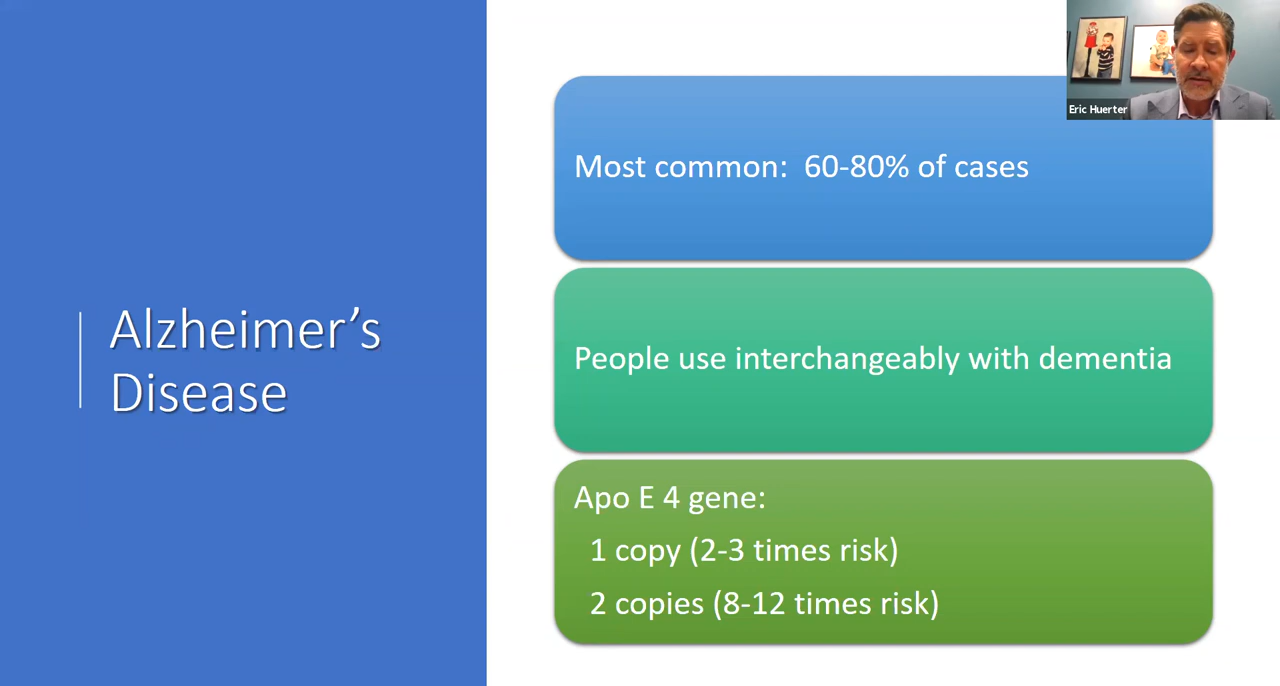 Alzheimer’s
Disease
Most common:  60-80% of cases
People use interchangeably with dementia
Apo E 4 gene:
1 copy (2-3 times risk)
2 copies (8-12 times risk)
Eric Huerter